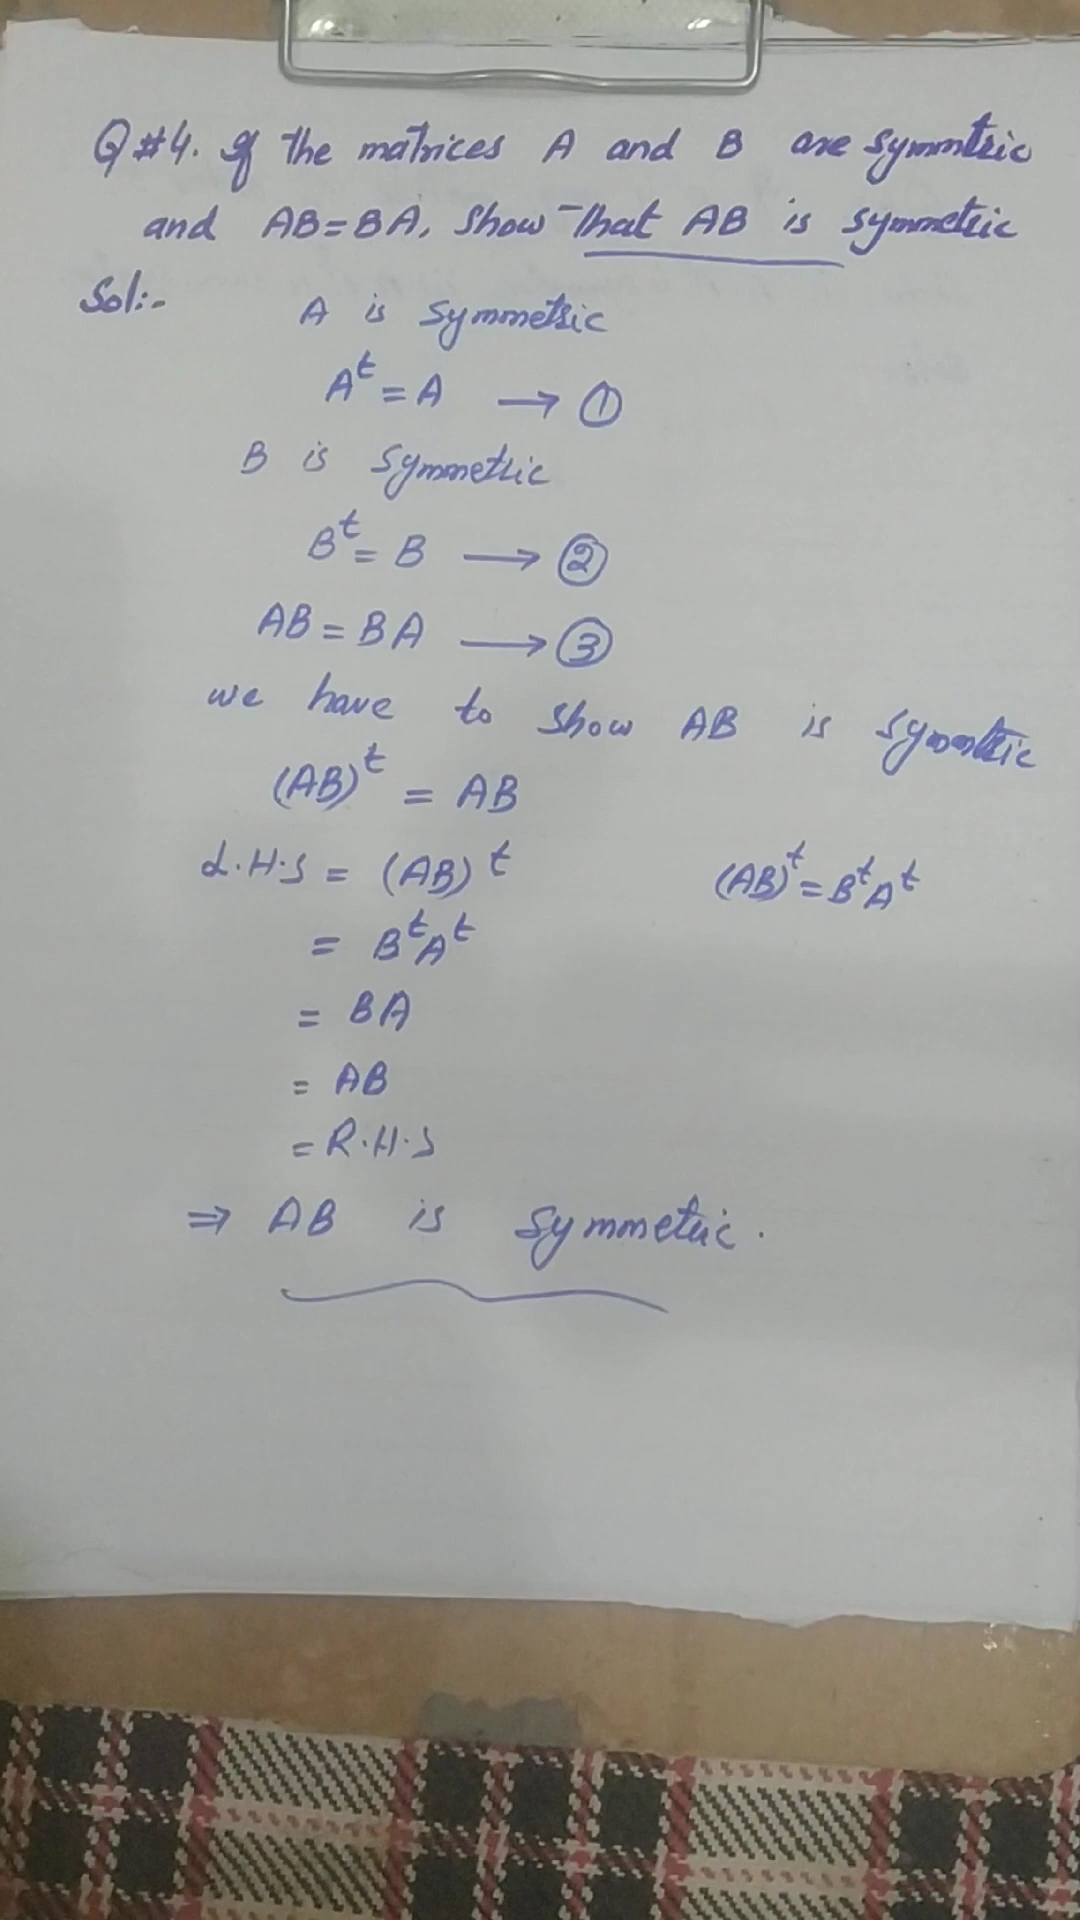 Q #4. If the matrices A and B are symmetric
and AB=BA, Show that AB is symmetric
Sol:-
A is symmetric
Aᵗ = A → ①
B is symmetric
Bᵗ = B → ②
AB = BA → ③
we have to show AB is symmetric
(AB)ᵗ = AB
L.H.S = (AB)ᵗ (AB)ᵗ = BᵗAᵗ
= BᵗAᵗ
= BA
= AB
= R.H.S
⇒ AB is symmetric.